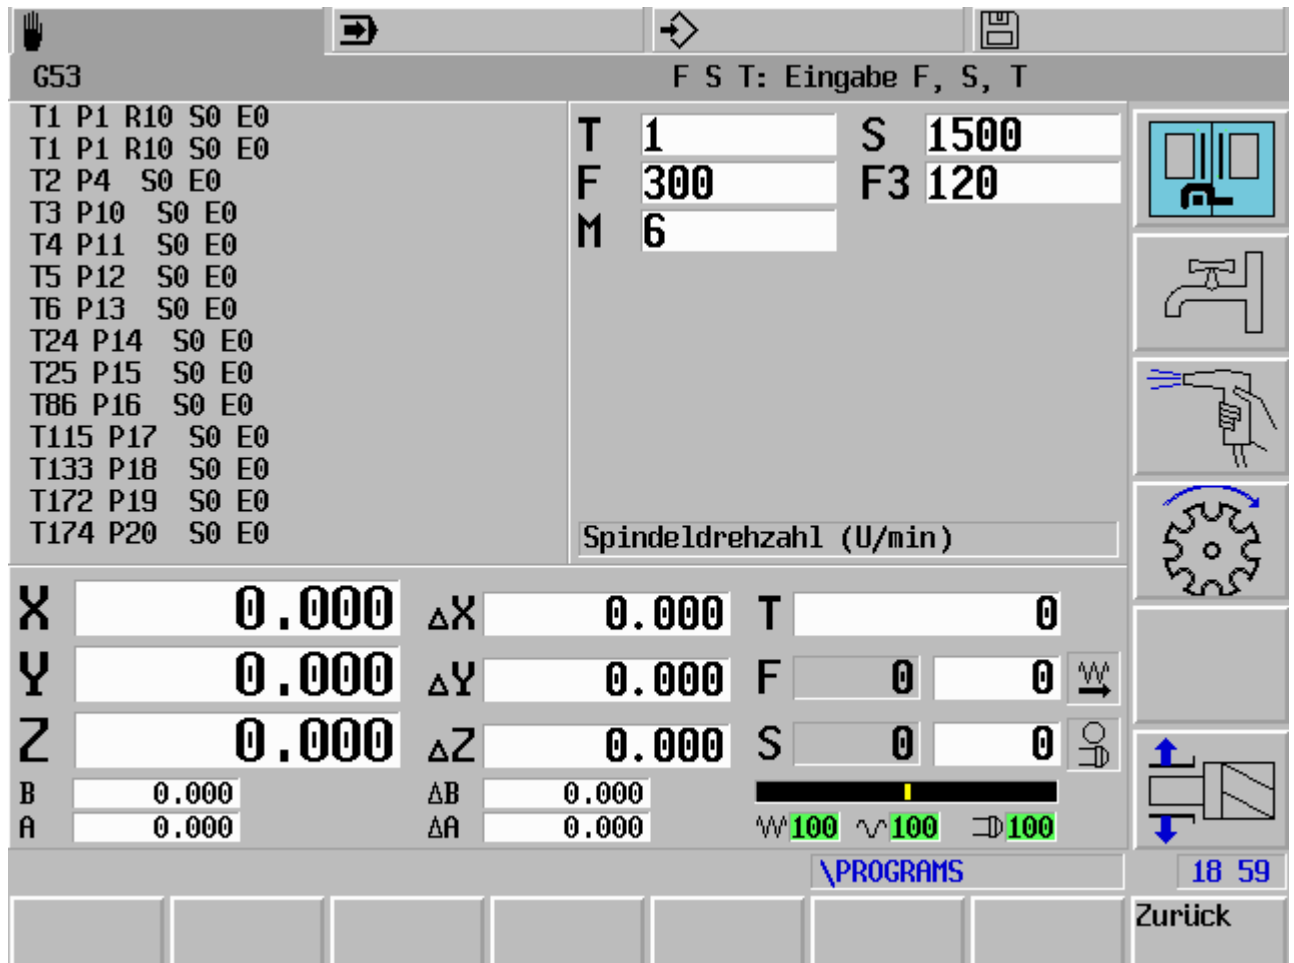 G53 F S T: Eingabe F, S, T
T1 P1 R10 S0 E0
T1 P1 R10 S0 E0
T2 P4 S0 E0
T3 P10 S0 E0
T4 P11 S0 E0
T5 P12 S0 E0
T6 P13 S0 E0
T24 P14 S0 E0
T25 P15 S0 E0
T86 P16 S0 E0
T115 P17 S0 E0
T133 P18 S0 E0
T172 P19 S0 E0
T174 P20 S0 E0
T 1 S 1500
F 300 F3 120
M 6
Spindeldrehzahl (U/min)
X 0.000 ΔX 0.000 T 0
Y 0.000 ΔY 0.000 F 0 0
Z 0.000 ΔZ 0.000 S 0 0
B 0.000 ΔB 0.000
A 0.000 ΔA 0.000 100 100 100
\PROGRAMS 18 59
Zurück